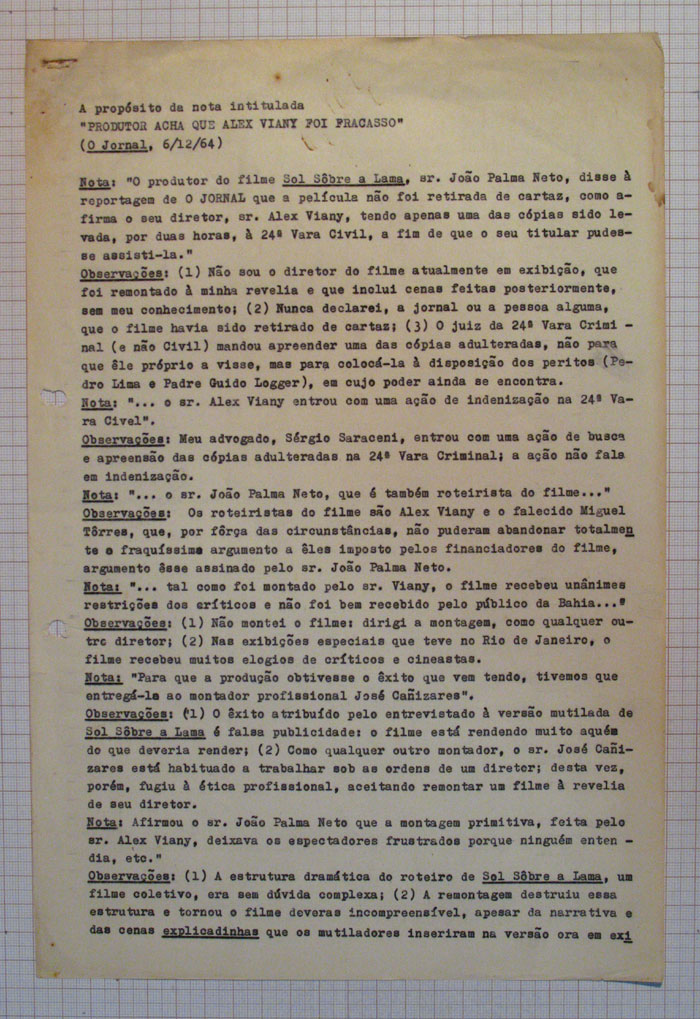 A propósito da nota intitulada
"PRODUTOR ACHA QUE ALEX VIANY FOI FRACASSO"
(O Jornal, 6/12/64)
Nota: "O produtor do filme Sol Sôbre a Lama, sr. João Palma Neto, disse à
reportagem de O JORNAL que a película não foi retirada de cartaz, como a-
firma o seu diretor, sr. Alex Viany, tendo apenas uma das cópias sido le-
vada, por duas horas, à 24ª Vara Civil, a fim de que o seu titular pudes-
se assisti-la."
Observações: (1) Não sou o diretor do filme atualmente em exibição, que
foi remontado à minha revelia e que inclui cenas feitas posteriormente,
sem meu conhecimento; (2) Nunca declarei, a jornal ou a pessoa alguma,
que o filme havia sido retirado de cartaz; (3) O juiz da 24ª Vara Crimi -
nal (e não Civil) mandou apreender uma das cópias adulteradas, não para
que êle próprio a visse, mas para colocá-la à disposição dos peritos (Pe-
dro Lima e Padre Guido Logger), em cujo poder ainda se encontra.
Nota: "... o sr. Alex Viany entrou com uma ação de indenização na 24ª Va-
ra Civel".
Observações: Meu advogado, Sérgio Saraceni, entrou com uma ação de busca
e apreensão das cópias adulteradas na 24ª Vara Criminal; a ação não fala
em indenização.
Nota: "... o sr. João Palma Neto, que é também roteirista do filme..."
Observações: Os roteiristas do filme são Alex Viany e o falecido Miguel
Tôrres, que, por fôrça das circunstâncias, não puderam abandonar totalmen
te o fraquíssimo argumento a êles imposto pelos financiadores do filme,
argumento êsse assinado pelo sr. João Palma Neto.
Nota: "... tal como foi montado pelo sr. Viany, o filme recebeu unânimes
restrições dos críticos e não foi bem recebido pelo público da Bahia..."
Observações: (1) Não montei o filme: dirigi a montagem, como qualquer ou-
tro diretor; (2) Nas exibições especiais que teve no Rio de Janeiro, o
filme recebeu muitos elogios de críticos e cineastas.
Nota: "Para que a produção obtivesse o êxito que vem tendo, tivemos que
entregá-la ao montador profissional José Cañizares".
Observações: (1) O êxito atribuído pelo entrevistado à versão mutilada de
Sol Sôbre a Lama é falsa publicidade: o filme está rendendo muito aquém
do que deveria render; (2) Como qualquer outro montador, o sr. José Cañi-
zares está habituado a trabalhar sob as ordens de um diretor; desta vez,
porém, fugiu à ética profissional, aceitando remontar um filme à revelia
de seu diretor.
Nota: Afirmou o sr. João Palma Neto que a montagem primitiva, feita pelo
sr. Alex Viany, deixava os espectadores frustrados porque ninguém enten -
dia, etc."
Observações: (1) A estrutura dramática do roteiro de Sol Sôbre a Lama, um
filme coletivo, era sem dúvida complexa; (2) A remontagem destruiu essa
estrutura e tornou o filme deveras incompreensível, apesar da narrativa e
das cenas explicadinhas que os mutiladores inseriram na versão ora em exi